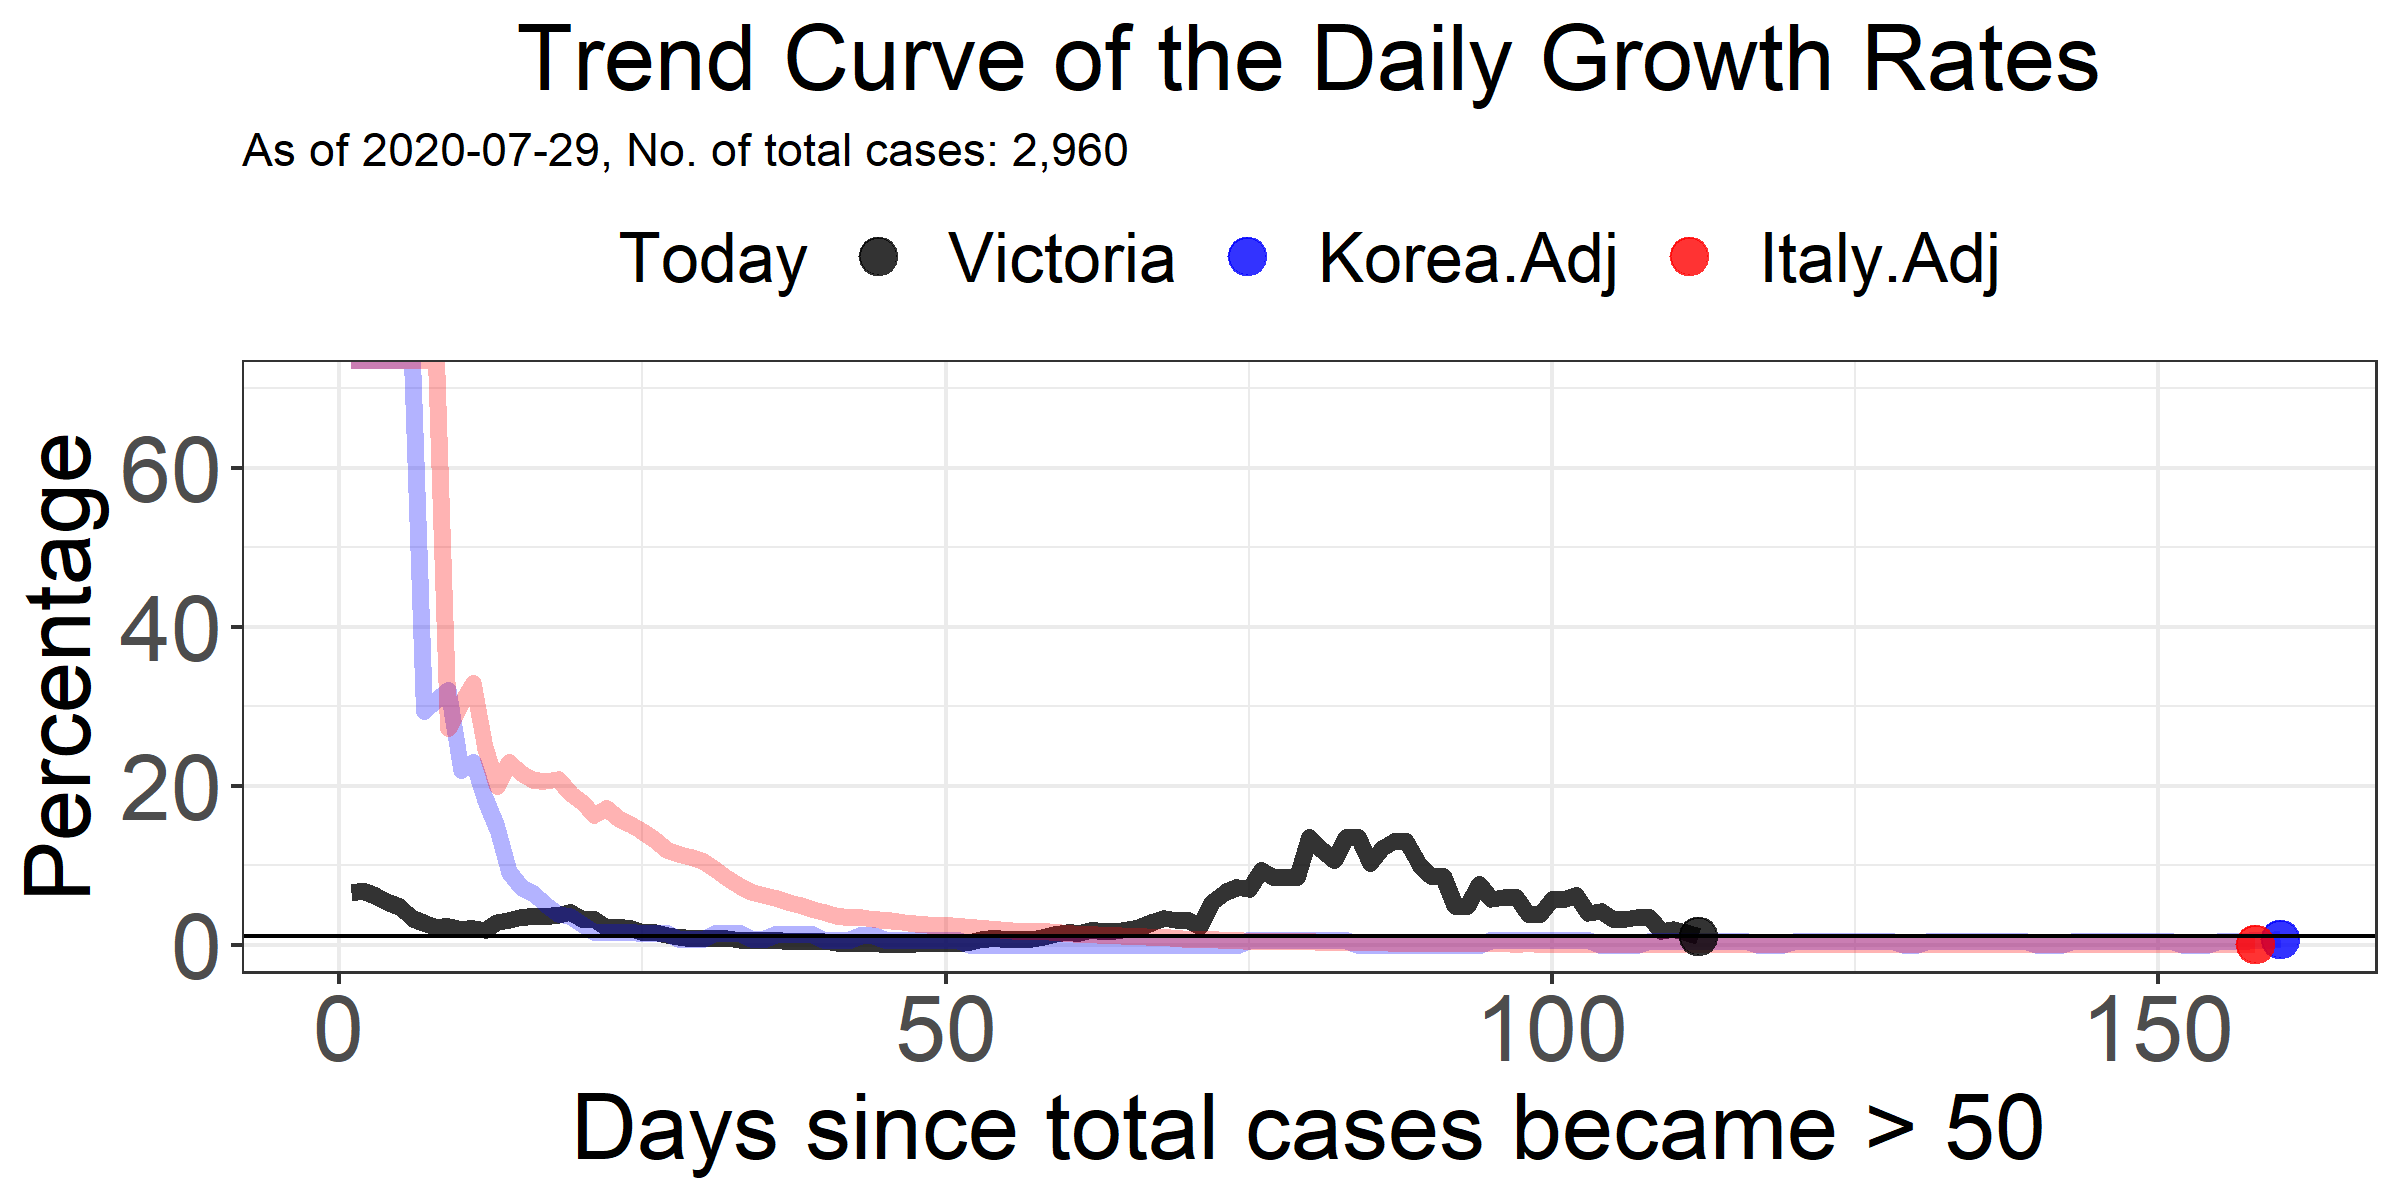 Trend Curve of the Daily Growth Rates
As of 2020-07-29, No. of total cases: 2,960
Today Victoria Korea.Adj Italy.Adj
Percentage
60
40
20
0
0 50 100 150
Days since total cases became > 50